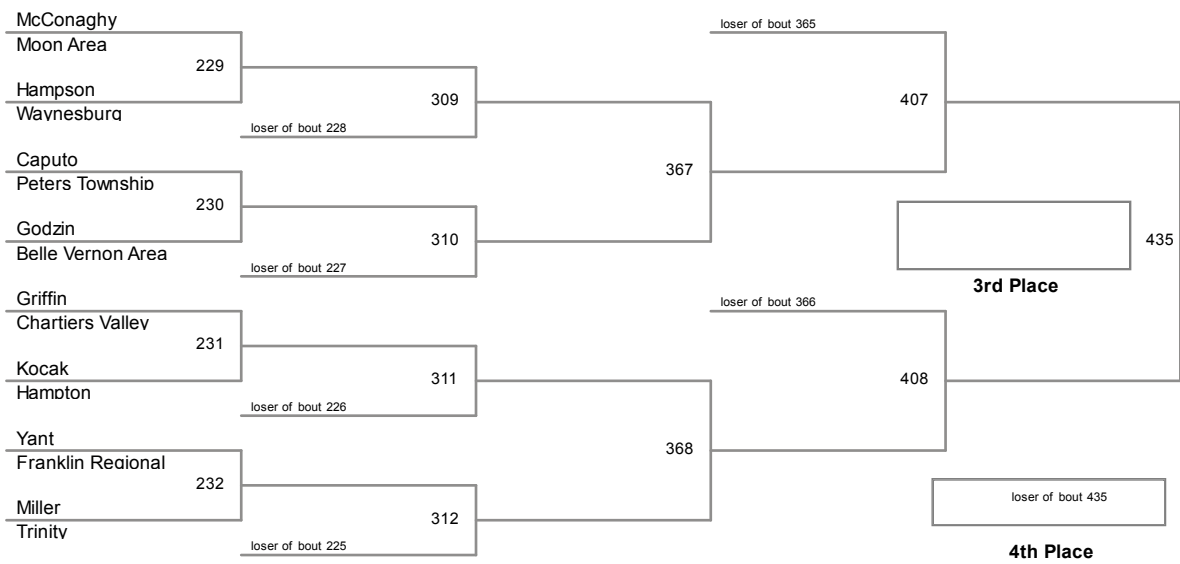 McConaghy
Moon Area
229
Hampson
Waynesburg
309
loser of bout 228
Caputo
Peters Township
230
Godzin
Belle Vernon Area
310
loser of bout 227
367
loser of bout 365
407
Griffin
Chartiers Valley
231
Kocak
Hampton
311
loser of bout 226
Yant
Franklin Regional
232
Miller
Trinity
312
loser of bout 225
368
loser of bout 366
408
435
3rd Place
loser of bout 435
4th Place